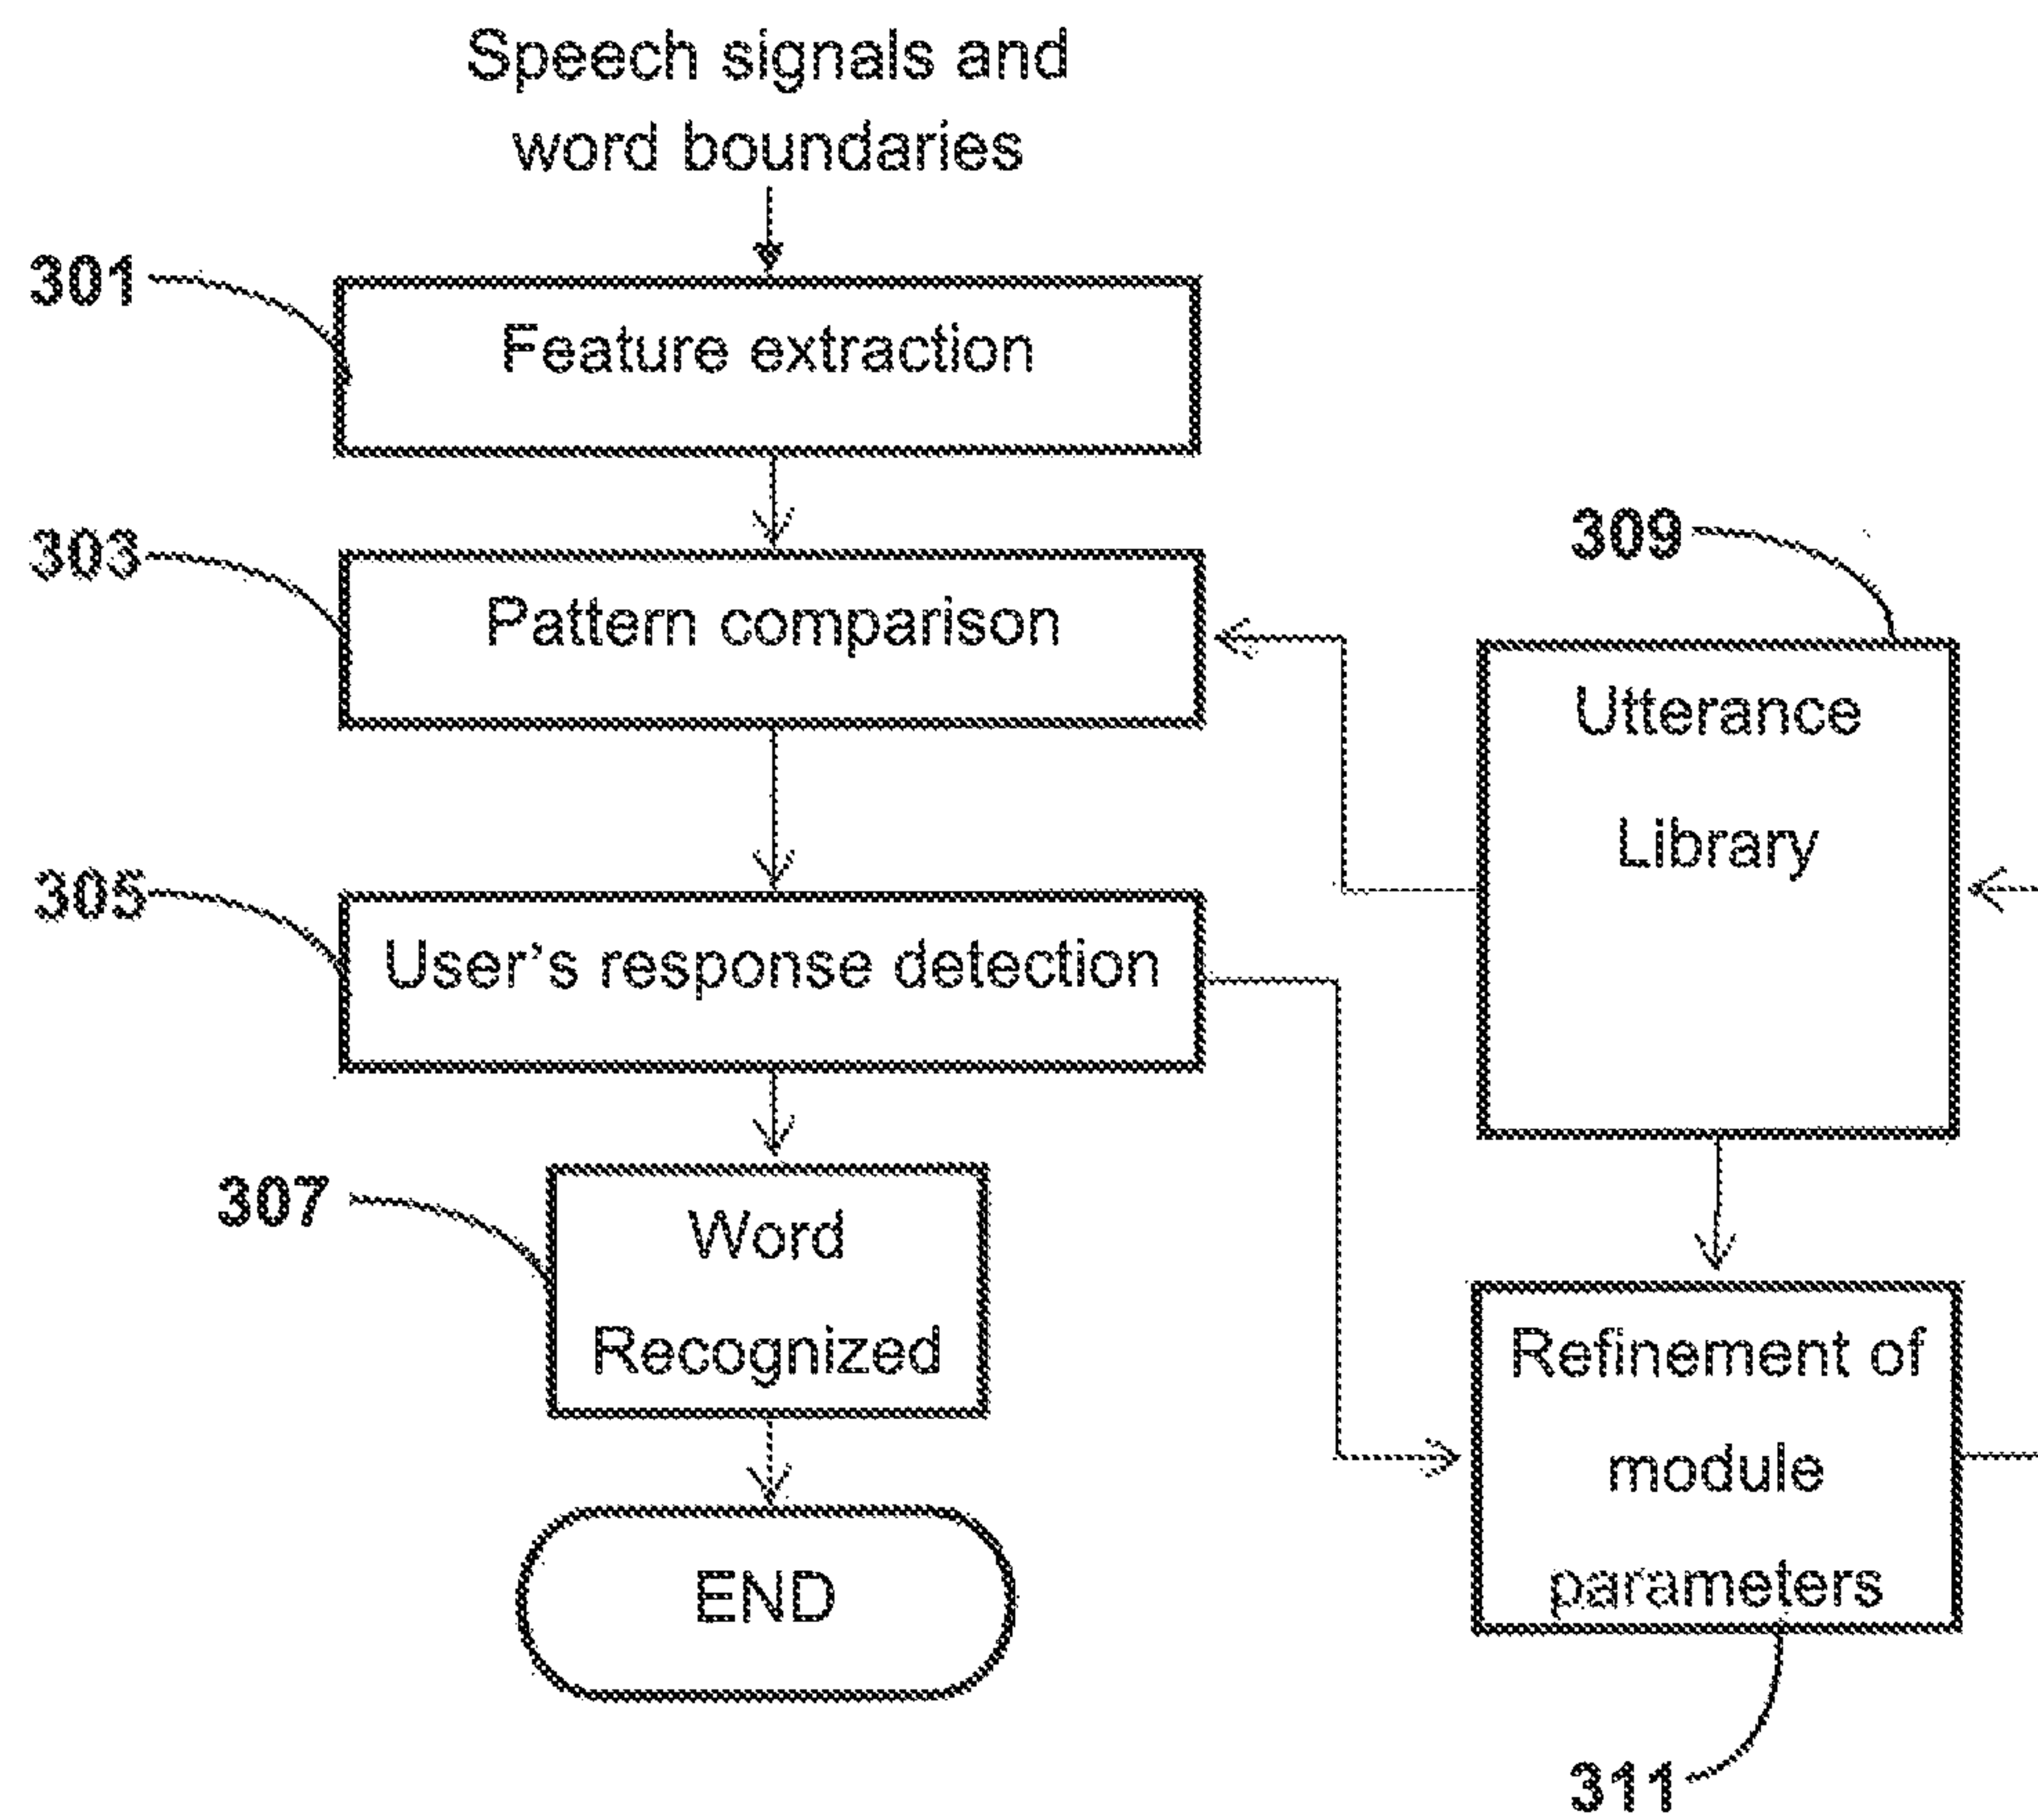 Speech signals and
word boundaries
301
Feature extraction
303
Pattern comparison
309
Utterance
Library
305
User's response detection
307
Word
Recognized
Refinement of
module
parameters
END
311